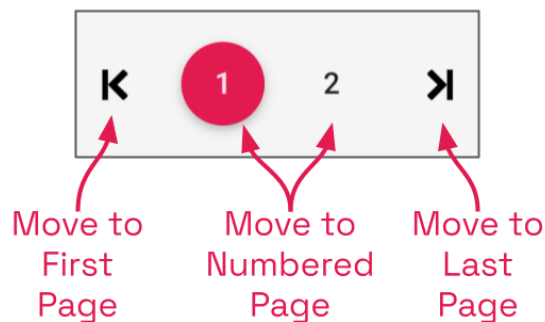 1 2
Move to
First
Page
Move to
Numbered
Page
Move to
Last
Page